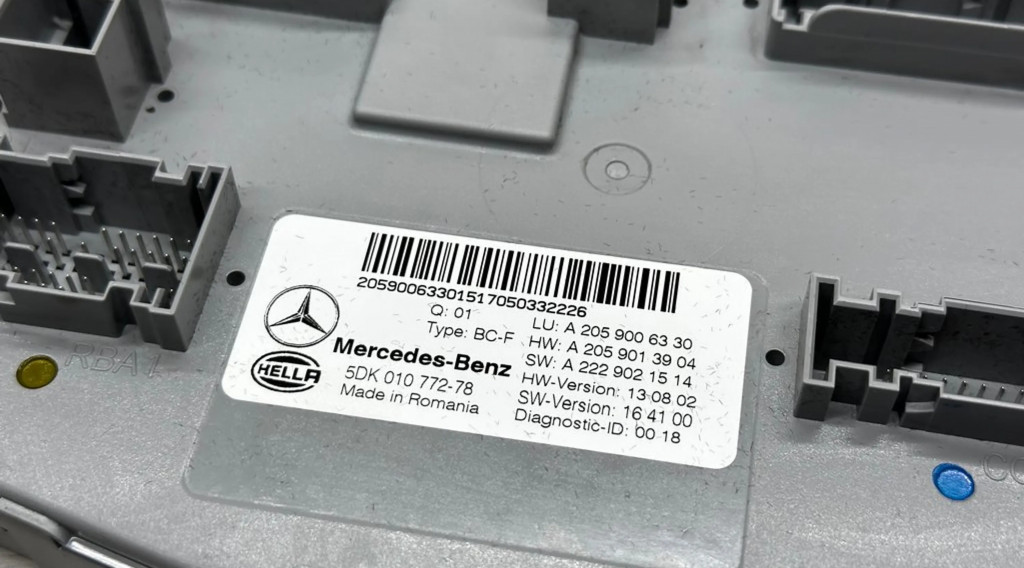 2059006330151705033​2226
Q: 01
Type: BC-F
LU: A 205 900 63 30
HW: A 205 901 39 04
SW: A 222 902 15 14
HW-Version: 13 08 02
SW-Version: 16 41 00
Diagnostic-ID: 00 18
Mercedes-Benz
HELLA
5DK 010 772-78
Made in Romania
RBA1